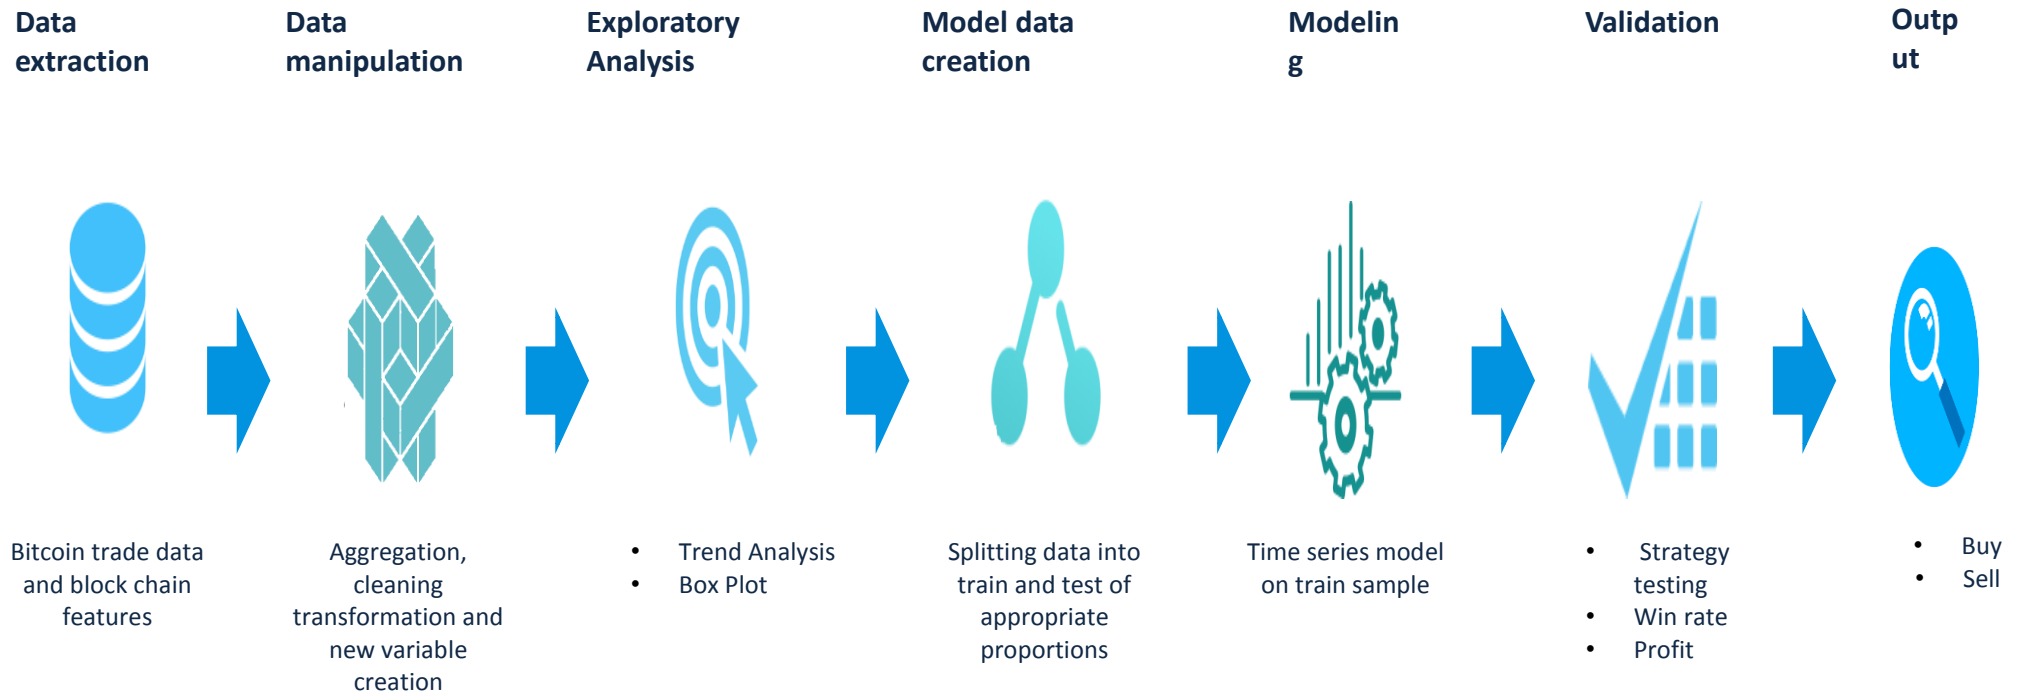 Data
extraction
Data
manipulation
Exploratory
Analysis
Model data
creation
Modelin
g
Validation
Outp
ut
Bitcoin trade data
and block chain
features
Aggregation,
cleaning
transformation and
new variable
creation
• Trend Analysis
• Box Plot
Splitting data into
train and test of
appropriate
proportions
Time series model
on train sample
• Strategy
testing
• Win rate
• Profit
• Buy
• Sell